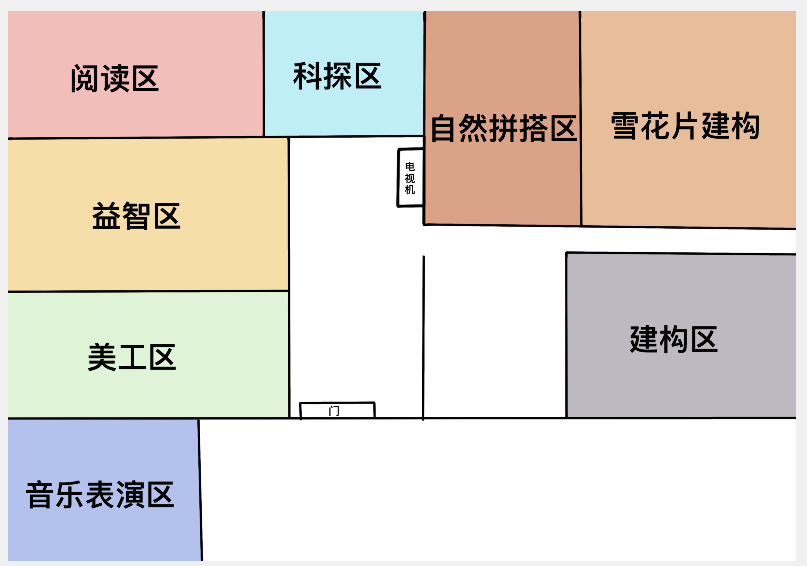 阅读区
科探区
自然拼搭区
雪花片建构
电视机
益智区
建构区
美工区
门
音乐表演区